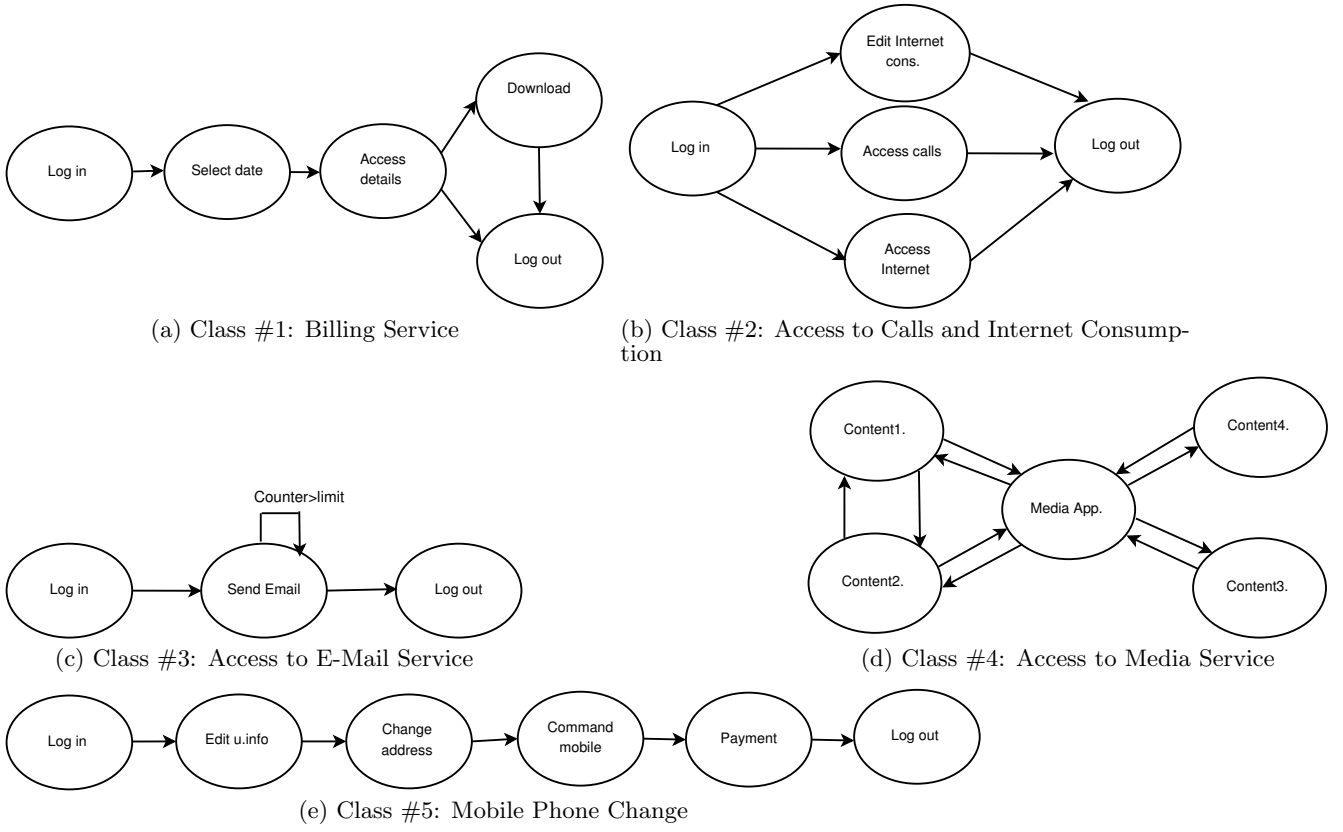 Log in
Select date
Access
details
Download
Log out
(a) Class #1: Billing Service
Log in
Edit Internet
cons.
Access calls
Access
Internet
Log out
(b) Class #2: Access to Calls and Internet Consump-
tion
Counter>limit
Log in
Send Email
Log out
(c) Class #3: Access to E-Mail Service
Content1.
Content4.
Media App.
Content2.
Content3.
(d) Class #4: Access to Media Service
Log in
Edit u.info
Change
address
Command
mobile
Payment
Log out
(e) Class #5: Mobile Phone Change